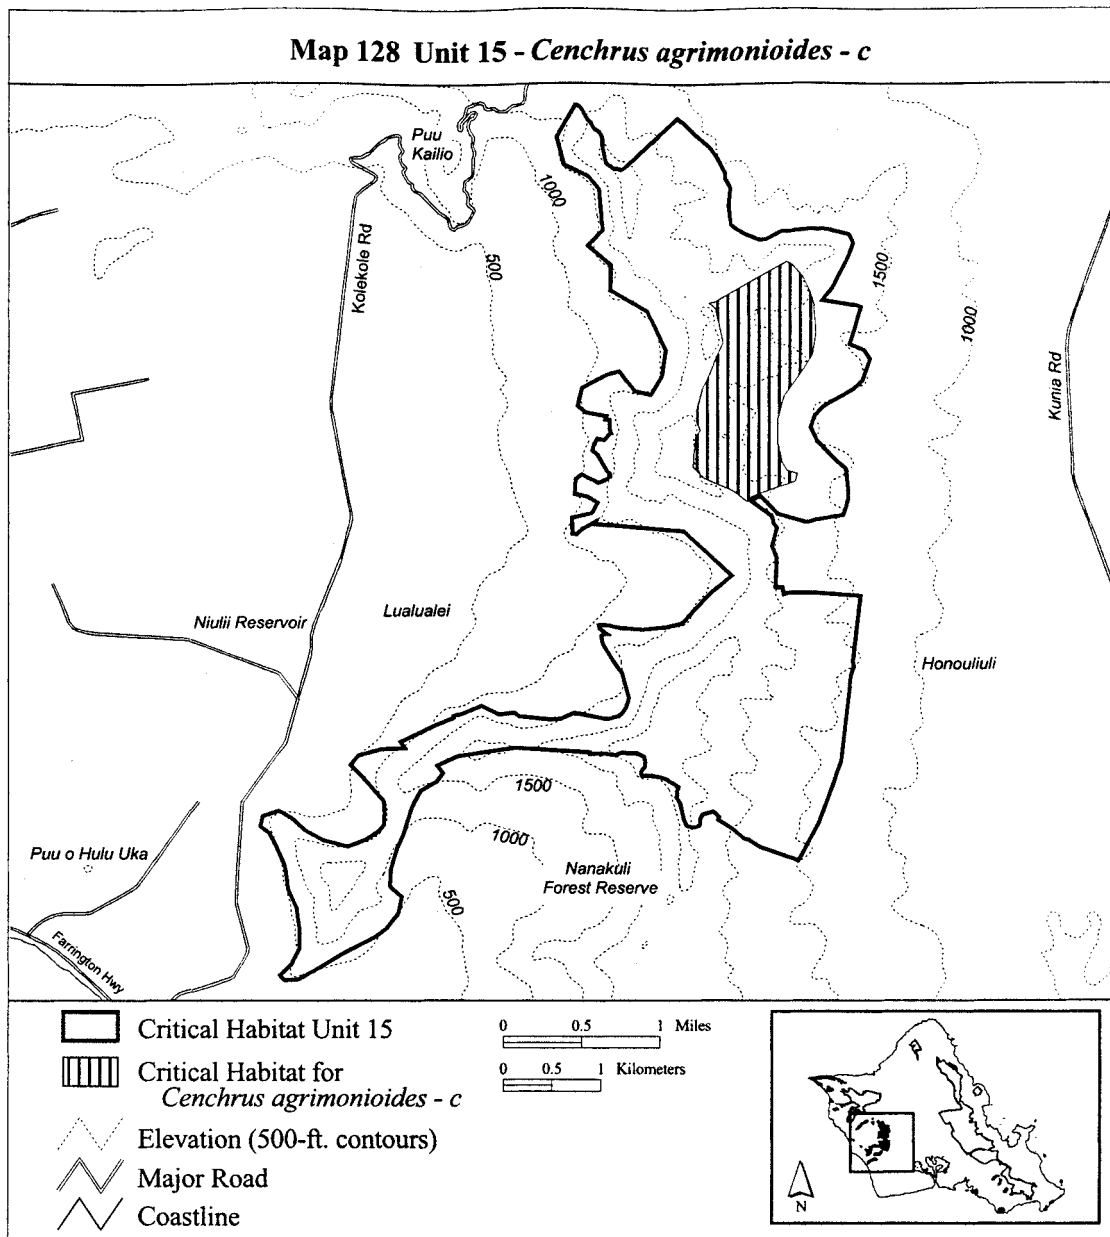 Map 128 Unit 15 - Cenchrus agrimonioides - c
Puu
Kailio
1000
Kolekole Rd
500
1500
1000
Kunia Rd
Niulii Reservoir
Lualualei
Honouliuli
1500
1000
Puu o Hulu Uka
Nanakuli
Forest Reserve
500
Farrington Hwy
Critical Habitat Unit 15
Critical Habitat for
Cenchrus agrimonioides - c
Elevation (500-ft. contours)
Major Road
Coastline
0 0.5 1 Miles
0 0.5 1 Kilometers
N